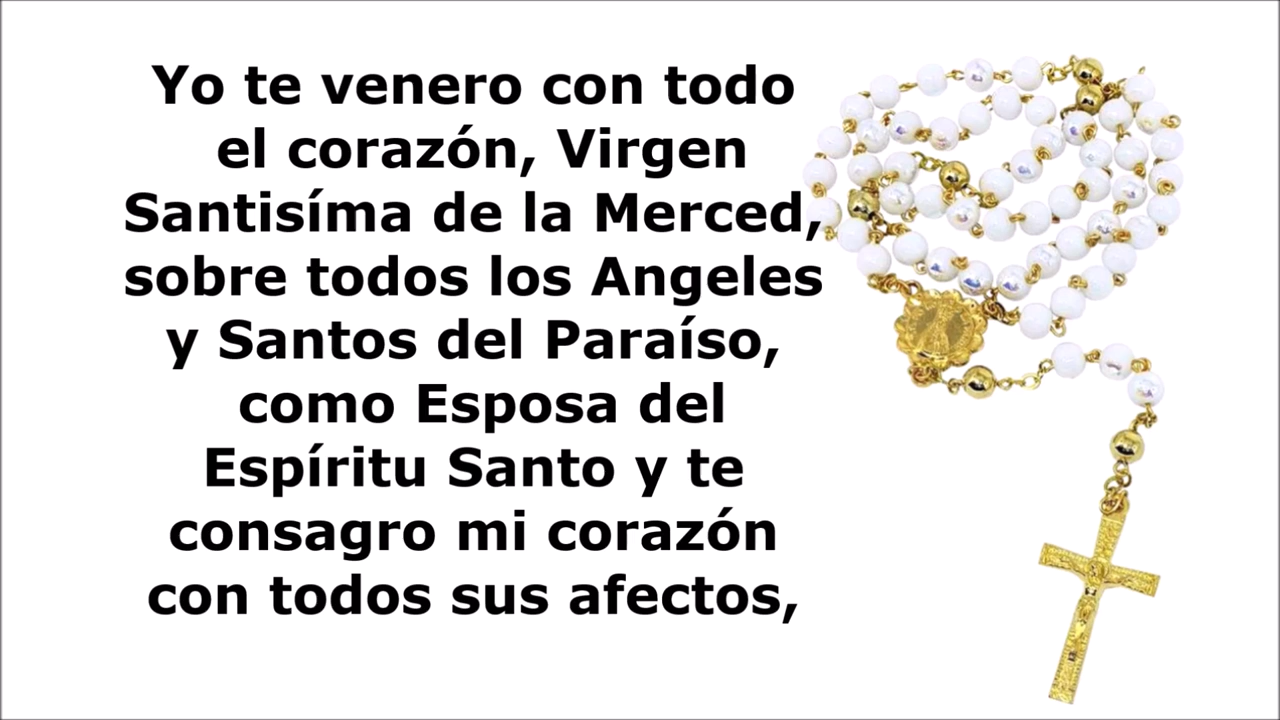 Yo te venero con todo
el corazón, Virgen
Santisíma de la Merced,
sobre todos los Angeles
y Santos del Paraíso,
como Esposa del
Espíritu Santo y te
consagro mi corazón
con todos sus afectos,